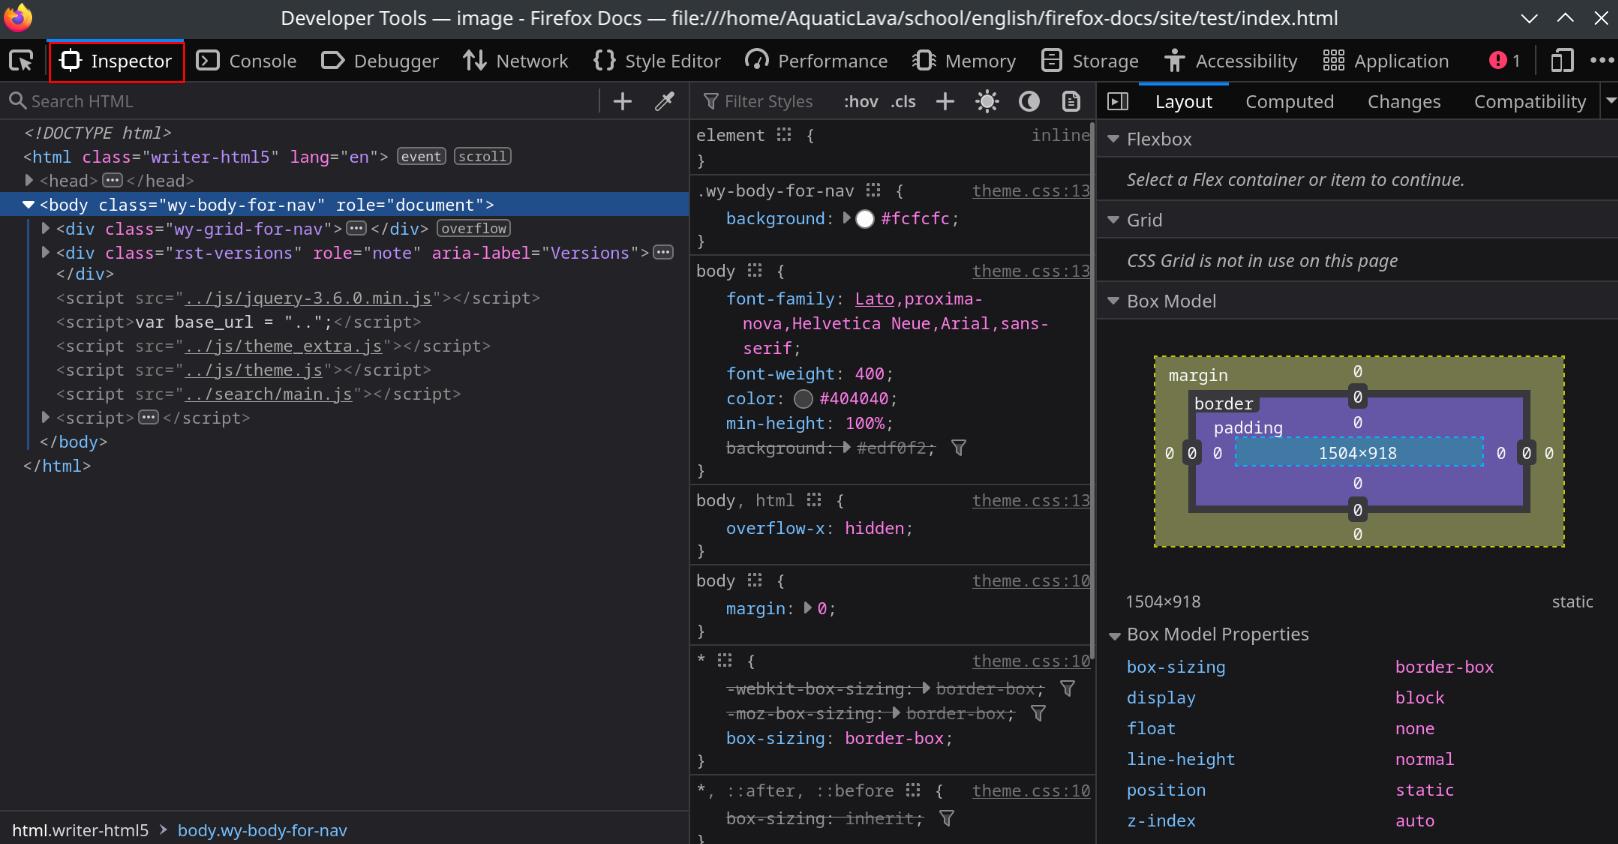 Developer Tools — image - Firefox Docs — file:///home/AquaticLava/school/english/firefox-docs/site/test/index.html
Inspector Console Debugger Network Style Editor Performance Memory Storage Accessibility Application 1
Search HTML
Filter Styles :hov .cls
Layout Computed Changes Compatibility
<!DOCTYPE html>
<html class="writer-html5" lang="en"> event scroll
<head> </head>
<body class="wy-body-for-nav" role="document">
<div class="wy-grid-for-nav"> </div> overflow
<div class="rst-versions" role="note" aria-label="Versions">
</div>
<script src="../js/jquery-3.6.0.min.js"></script>
<script>var base_url = "..";</script>
<script src="../js/theme_extra.js"></script>
<script src="../js/theme.js"></script>
<script src="../search/main.js"></script>
<script> </script>
</body>
</html>
html.writer-html5 > body.wy-body-for-nav
element { inline
}
.wy-body-for-nav { theme.css:13
background: #fcfcfc;
}
body { theme.css:13
font-family: Lato,proxima-
nova,Helvetica Neue,Arial,sans-
serif;
font-weight: 400;
color: #404040;
min-height: 100%;
background: #edf0f2;
}
body, html { theme.css:13
overflow-x: hidden;
}
body { theme.css:10
margin: 0;
}
* { theme.css:10
-webkit-box-sizing: border-box;
-moz-box-sizing: border-box;
box-sizing: border-box;
}
*, ::after, ::before { theme.css:10
box-sizing: inherit;
}
Flexbox
Select a Flex container or item to continue.
Grid
CSS Grid is not in use on this page
Box Model
margin 0
border 0
padding 0
0 0 0 1504×918 0 0 0
0
0
0
1504×918 static
Box Model Properties
box-sizing border-box
display block
float none
line-height normal
position static
z-index auto